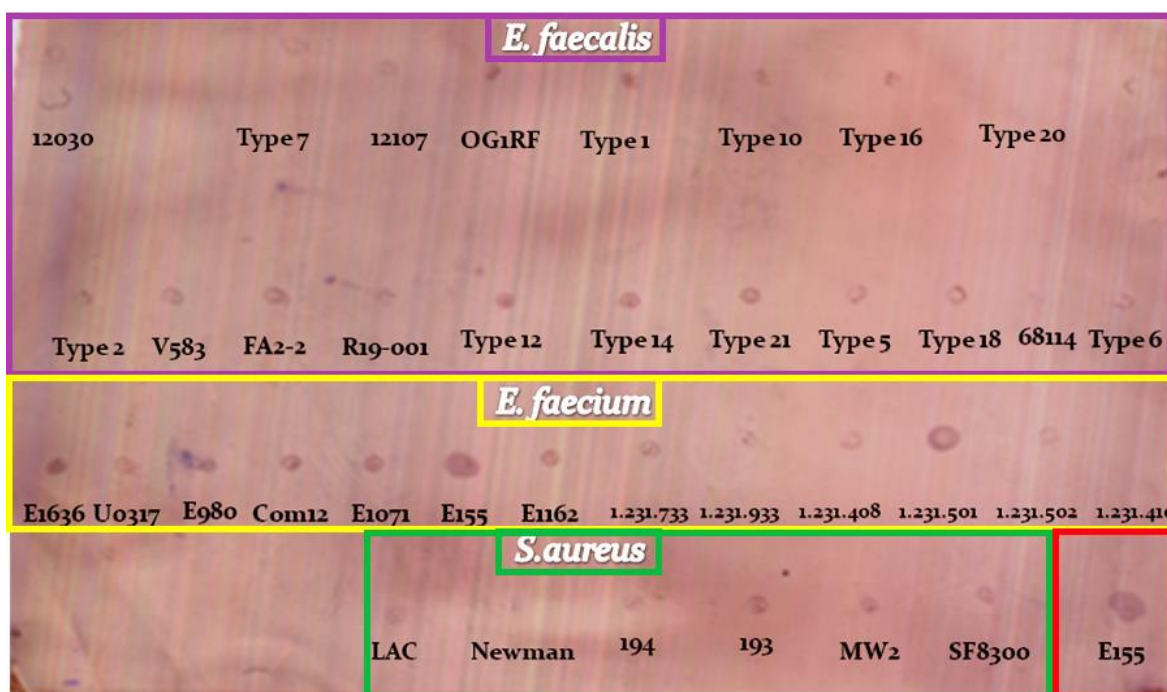 E. faecalis
12030 Type 7 12107 OG1RF Type 1 Type 10 Type 16 Type 20
Type 2 V583 FA2-2 R19-001 Type 12 Type 14 Type 21 Type 5 Type 18 68114 Type 6
E. faecium
E1636 U0317 E980 Com12 E1071 E155 E1162 1.231.733 1.231.933 1.231.408 1.231.501 1.231.502 1.231.410
S.aureus
LAC Newman 194 193 MW2 SF8300 E155